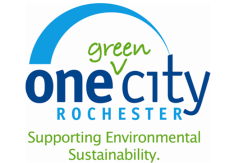 green
one city
ROCHESTER
Supporting Environmental
Sustainability.